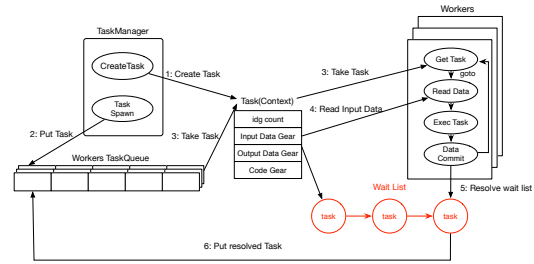 Workers
TaskManager
CreateTask
Task
Spawn
1: Create Task
2: Put Task
3: Take Task
Workers TaskQueue
Task(Context)
idg count
Input Data Gear
Output Data Gear
Code Gear
3: Take Task
4: Read Input Data
Get Task
goto
Read Data
Exec Task
Data
Commit
5: Resolve wait list
Wait List
task
task
task
6: Put resolved Task